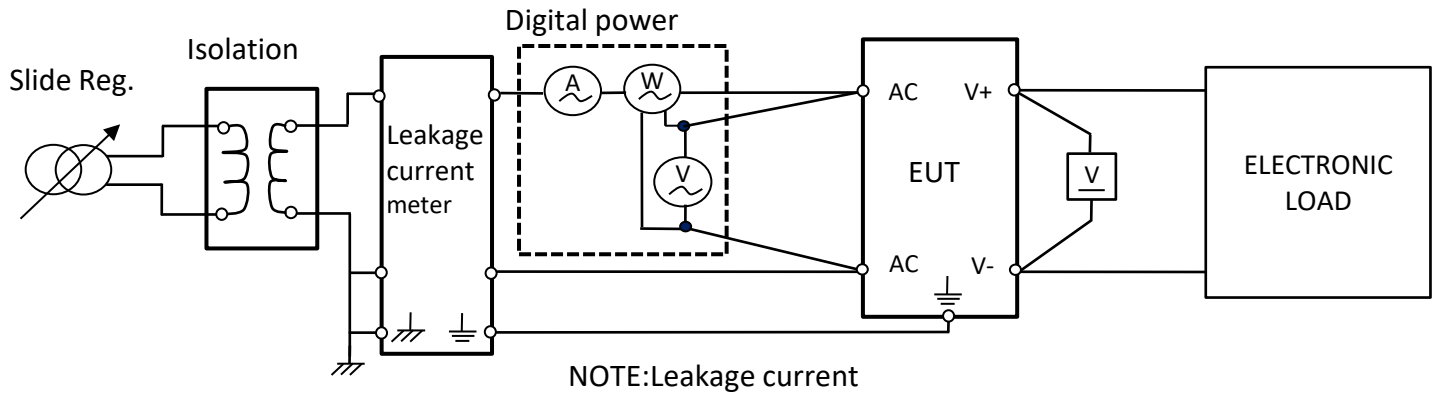 Digital power
Isolation
Slide Reg.
A
W
AC
V+
Leakage
current
meter
V
EUT
V
ELECTRONIC
LOAD
AC
V-
NOTE:Leakage current